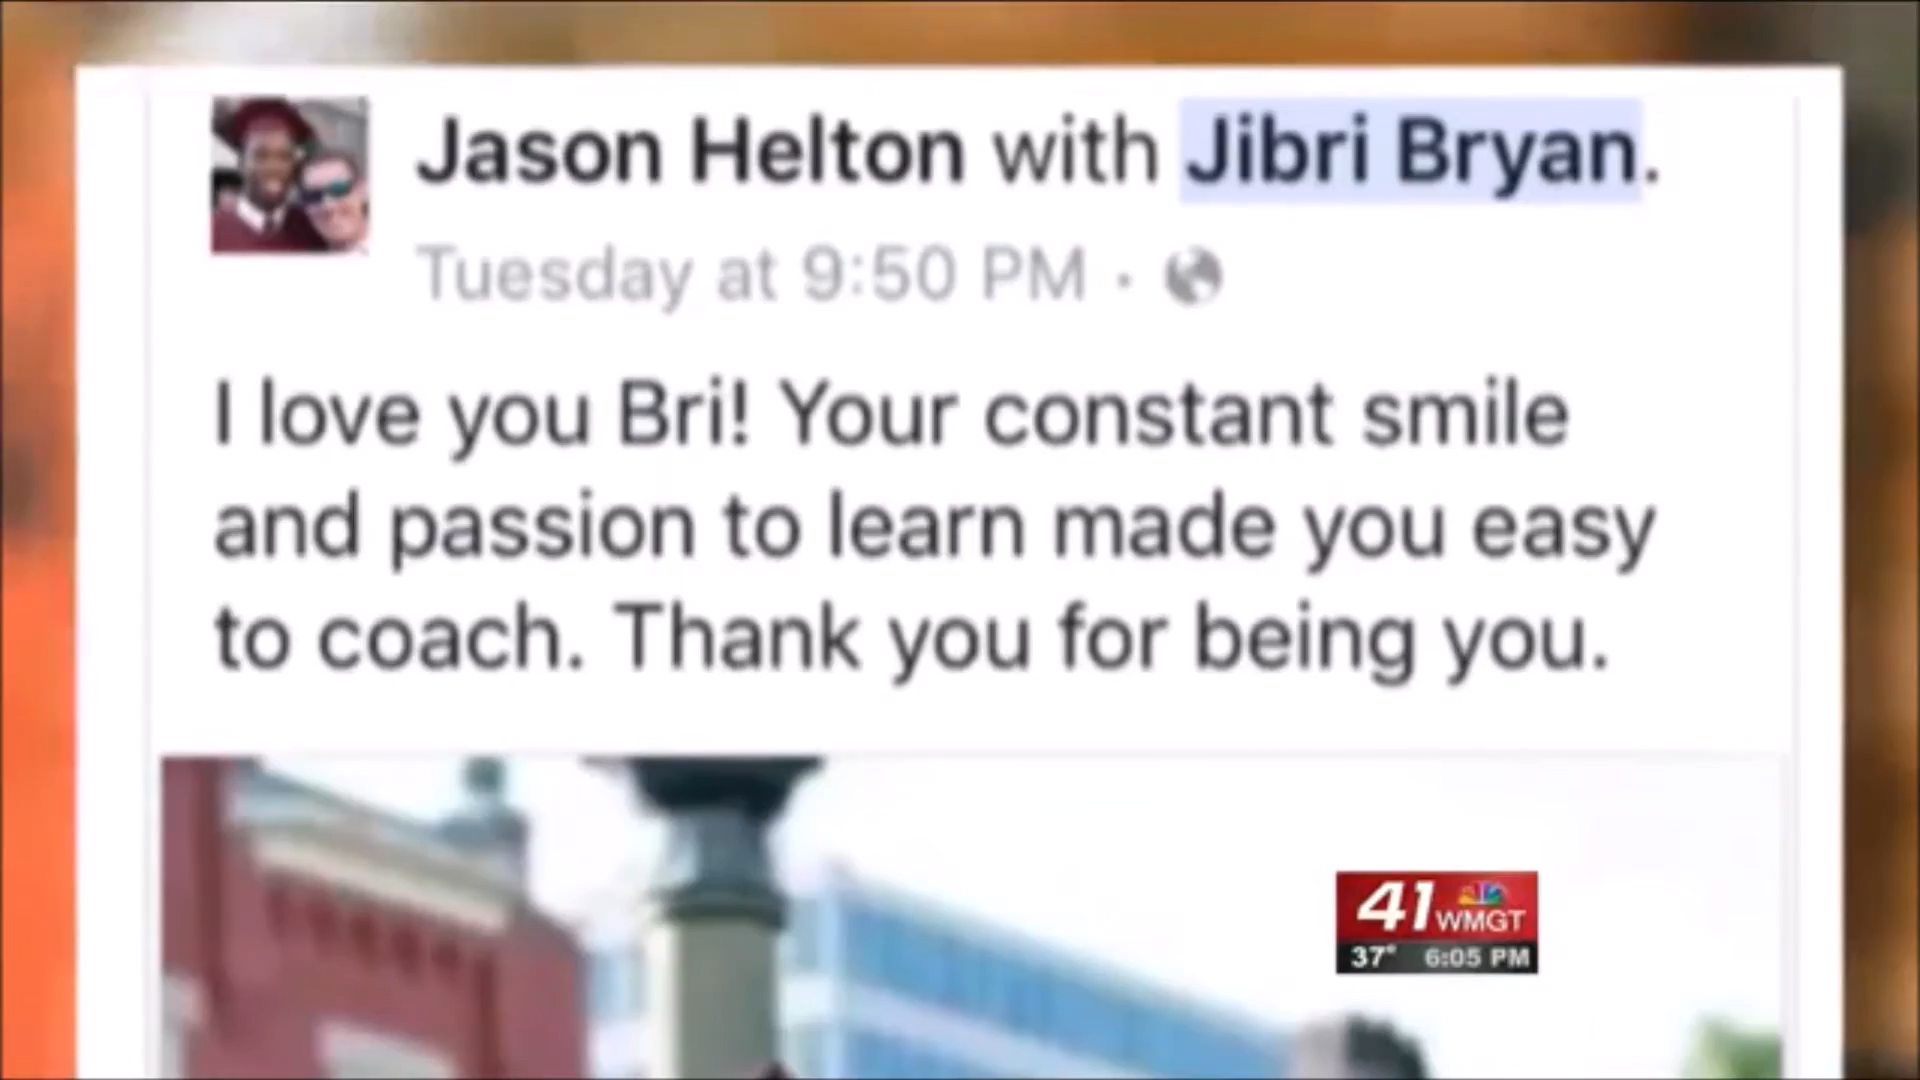 Jason Helton with Jibri Bryan.
Tuesday at 9:50 PM ·
I love you Bri! Your constant smile
and passion to learn made you easy
to coach. Thank you for being you.
41 WMGT
37° 6:05 PM